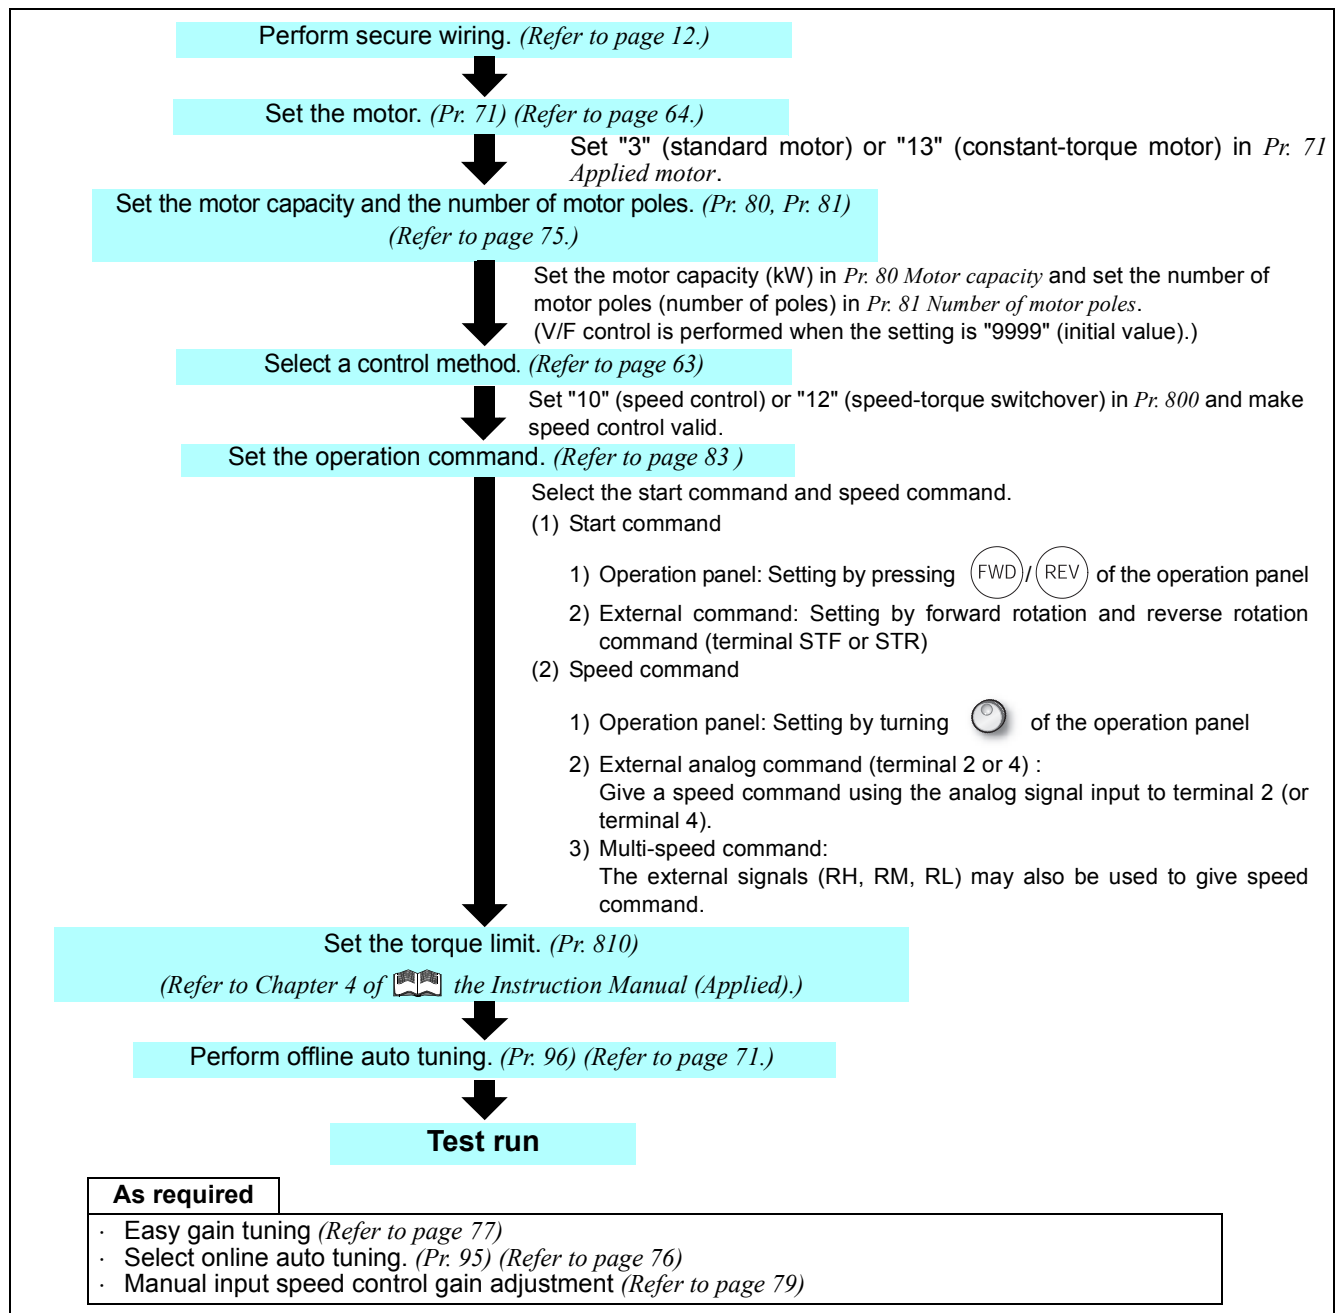 Perform secure wiring. (Refer to page 12.)
Set the motor. (Pr. 71) (Refer to page 64.)
Set "3" (standard motor) or "13" (constant-torque motor) in Pr. 71
Applied motor.
Set the motor capacity and the number of motor poles. (Pr. 80, Pr. 81)
(Refer to page 75.)
Set the motor capacity (kW) in Pr. 80 Motor capacity and set the number of
motor poles (number of poles) in Pr. 81 Number of motor poles.
(V/F control is performed when the setting is "9999" (initial value).)
Select a control method. (Refer to page 63)
Set "10" (speed control) or "12" (speed-torque switchover) in Pr. 800 and make
speed control valid.
Set the operation command. (Refer to page 83 )
Select the start command and speed command.
(1) Start command
1) Operation panel: Setting by pressing FWD / REV of the operation panel
2) External command: Setting by forward rotation and reverse rotation
command (terminal STF or STR)
(2) Speed command
1) Operation panel: Setting by turning of the operation panel
2) External analog command (terminal 2 or 4) :
Give a speed command using the analog signal input to terminal 2 (or
terminal 4).
3) Multi-speed command:
The external signals (RH, RM, RL) may also be used to give speed
command.
Set the torque limit. (Pr. 810)
(Refer to Chapter 4 of the Instruction Manual (Applied).)
Perform offline auto tuning. (Pr. 96) (Refer to page 71.)
Test run
As required
· Easy gain tuning (Refer to page 77)
· Select online auto tuning. (Pr. 95) (Refer to page 76)
· Manual input speed control gain adjustment (Refer to page 79)